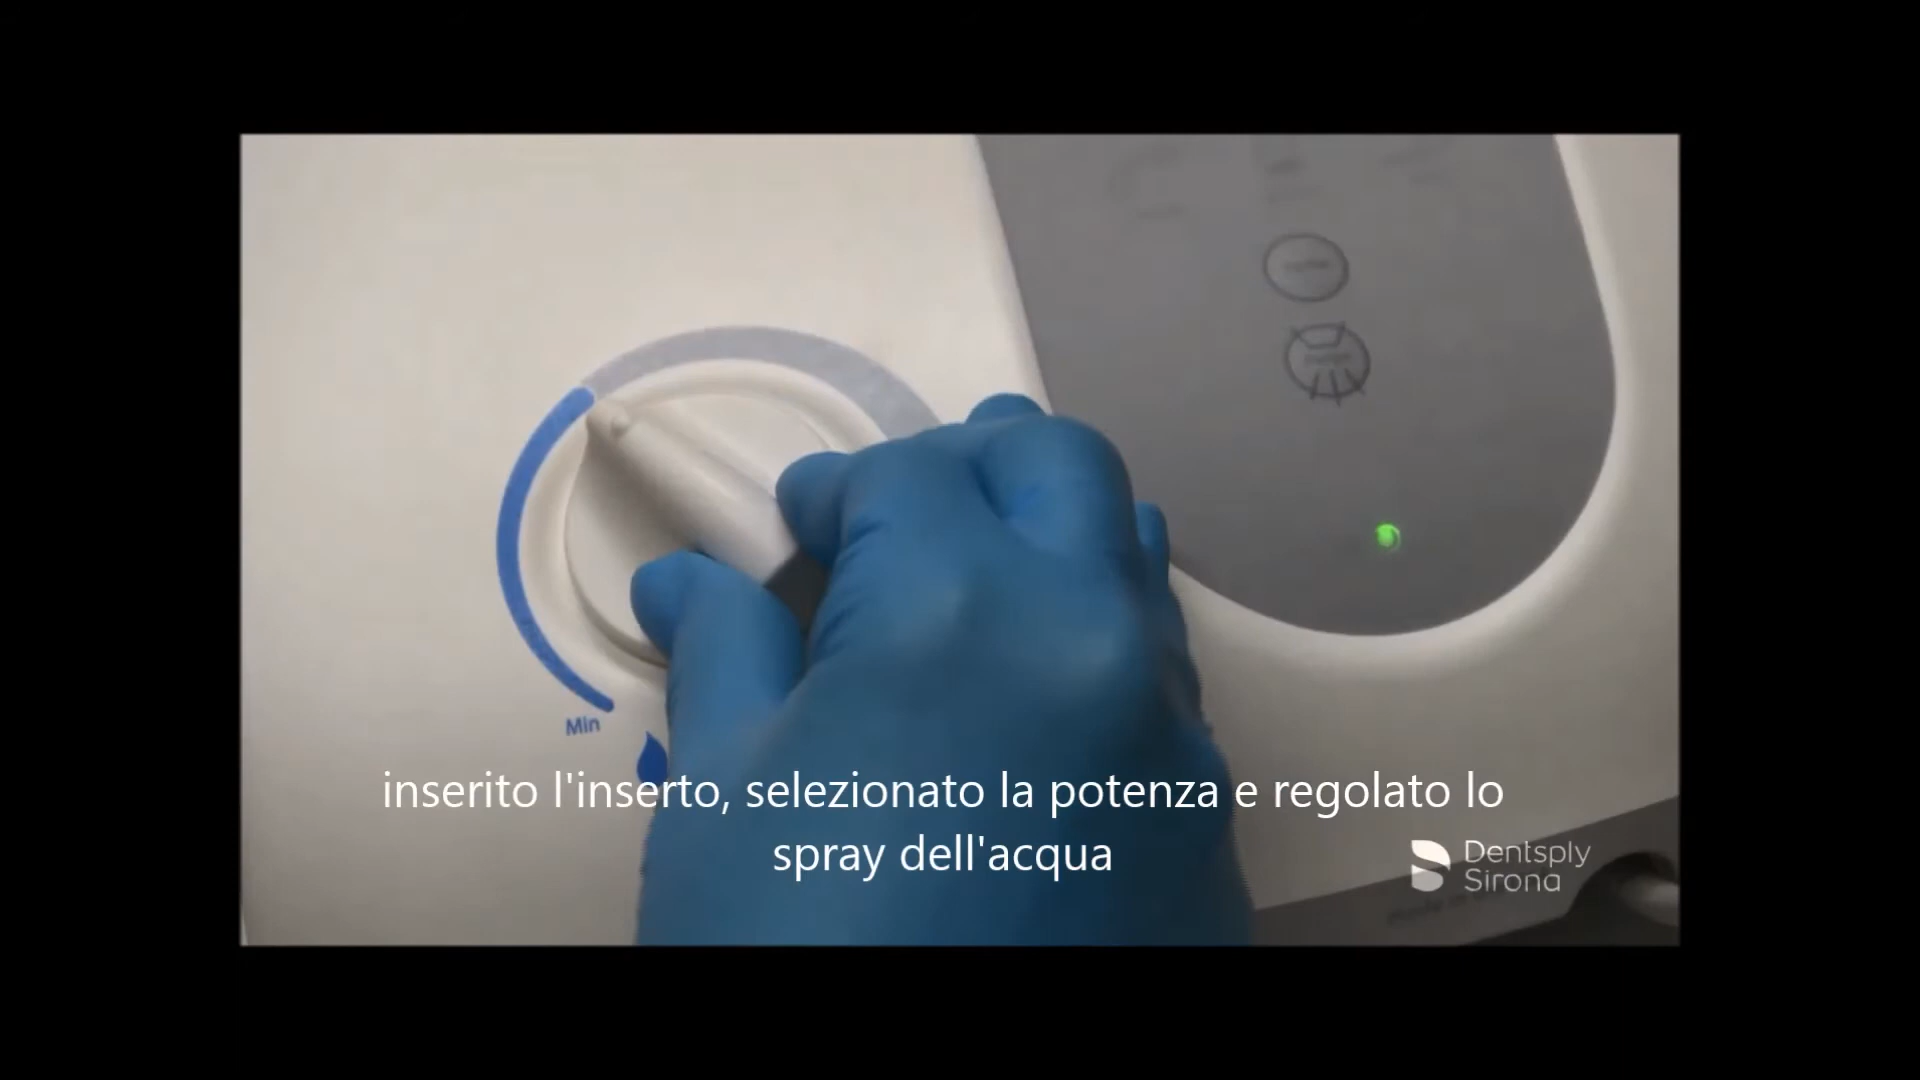 Min
inserito l'inserto, selezionato la potenza e regolato lo
spray dell'acqua
Dentsply
Sirona